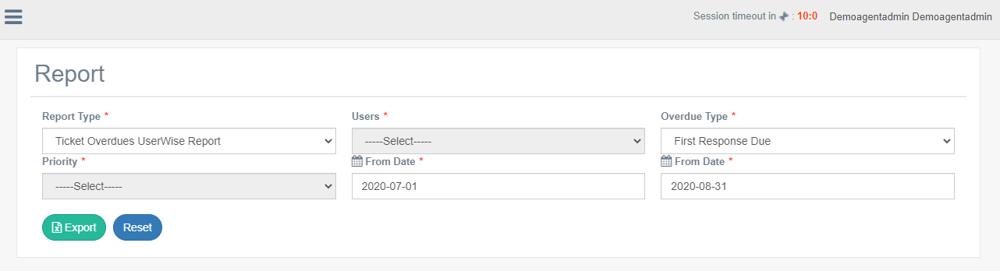 Session timeout in : 10:0 Demoagentadmin Demoagentadmin
Report
Report Type * Users * Overdue Type *
Ticket Overdues UserWise Report -----Select----- First Response Due
Priority * From Date * From Date *
-----Select----- 2020-07-01 2020-08-31
Export Reset